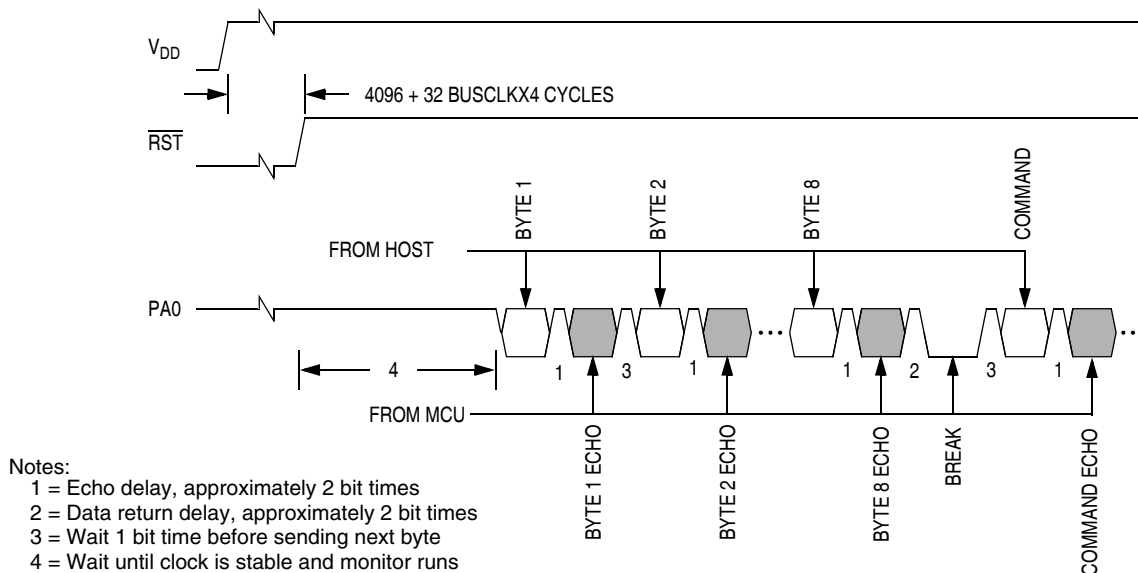 VDD
4096 + 32 BUSCLKX4 CYCLES
RST
BYTE 1
BYTE 2
BYTE 8
COMMAND
FROM HOST
PA0
...
...
1
3
1
1
2
3
1
4
FROM MCU
BYTE 1 ECHO
BYTE 2 ECHO
BYTE 8 ECHO
BREAK
COMMAND ECHO
Notes:
1 = Echo delay, approximately 2 bit times
2 = Data return delay, approximately 2 bit times
3 = Wait 1 bit time before sending next byte
4 = Wait until clock is stable and monitor runs